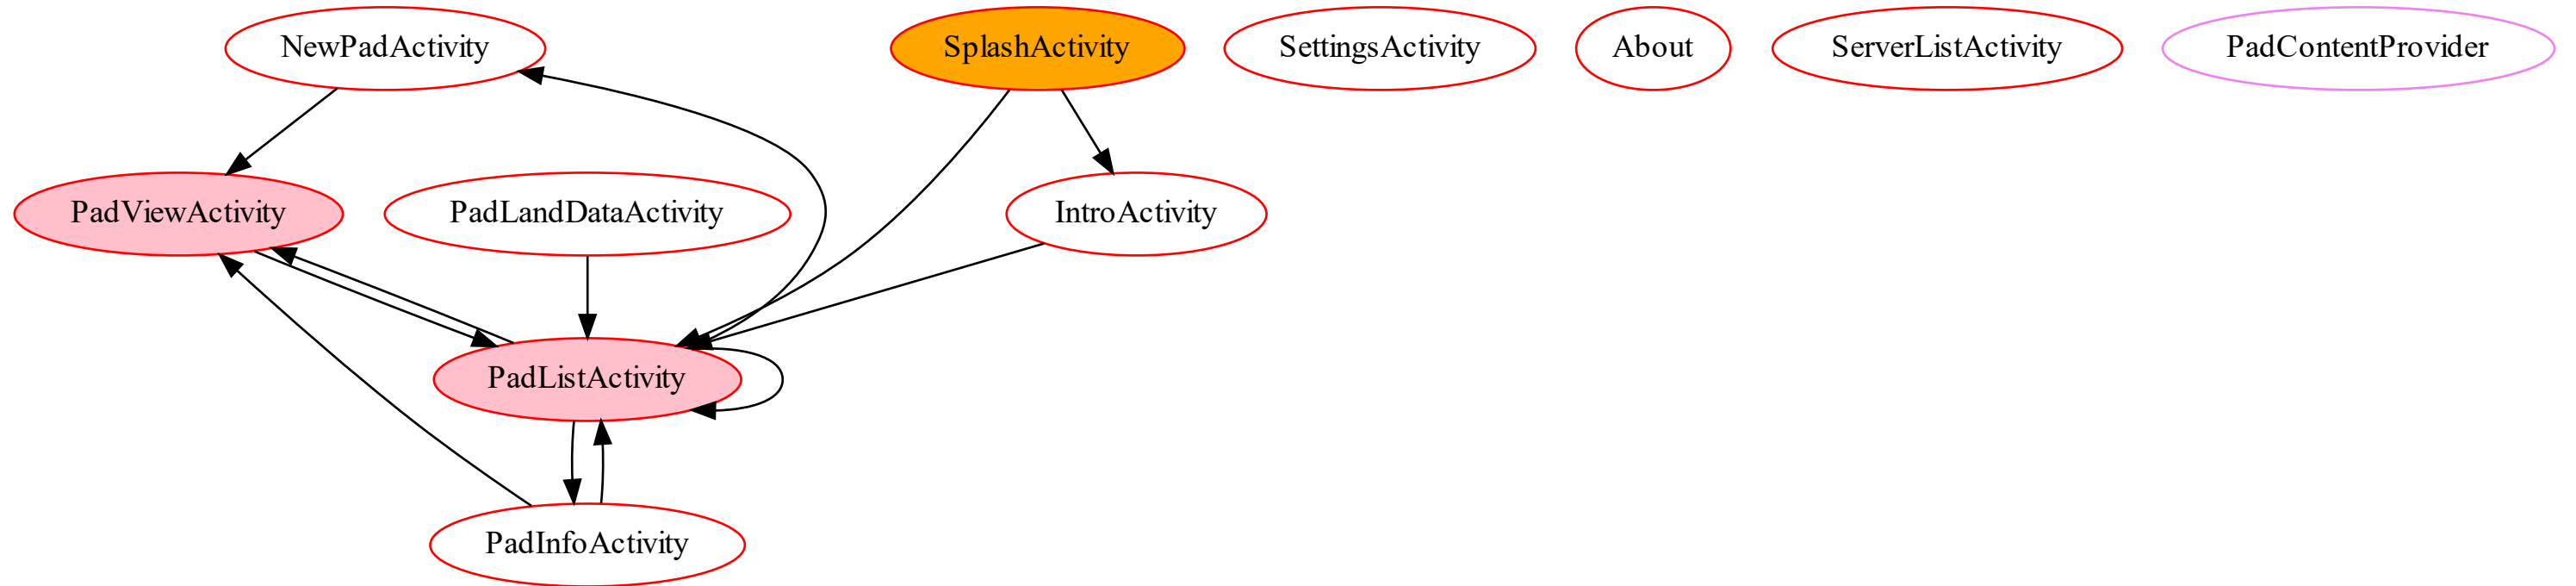 NewPadActivity
SplashActivity
SettingsActivity
About
ServerListActivity
PadContentProvider
PadViewActivity
PadLandDataActivity
IntroActivity
PadListActivity
PadInfoActivity